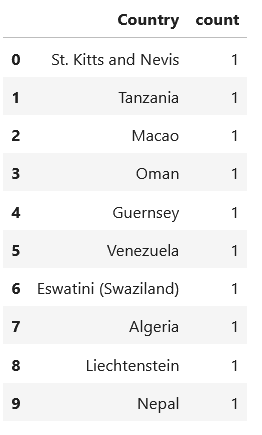 Country count
0 St. Kitts and Nevis 1
1 Tanzania 1
2 Macao 1
3 Oman 1
4 Guernsey 1
5 Venezuela 1
6 Eswatini (Swaziland) 1
7 Algeria 1
8 Liechtenstein 1
9 Nepal 1